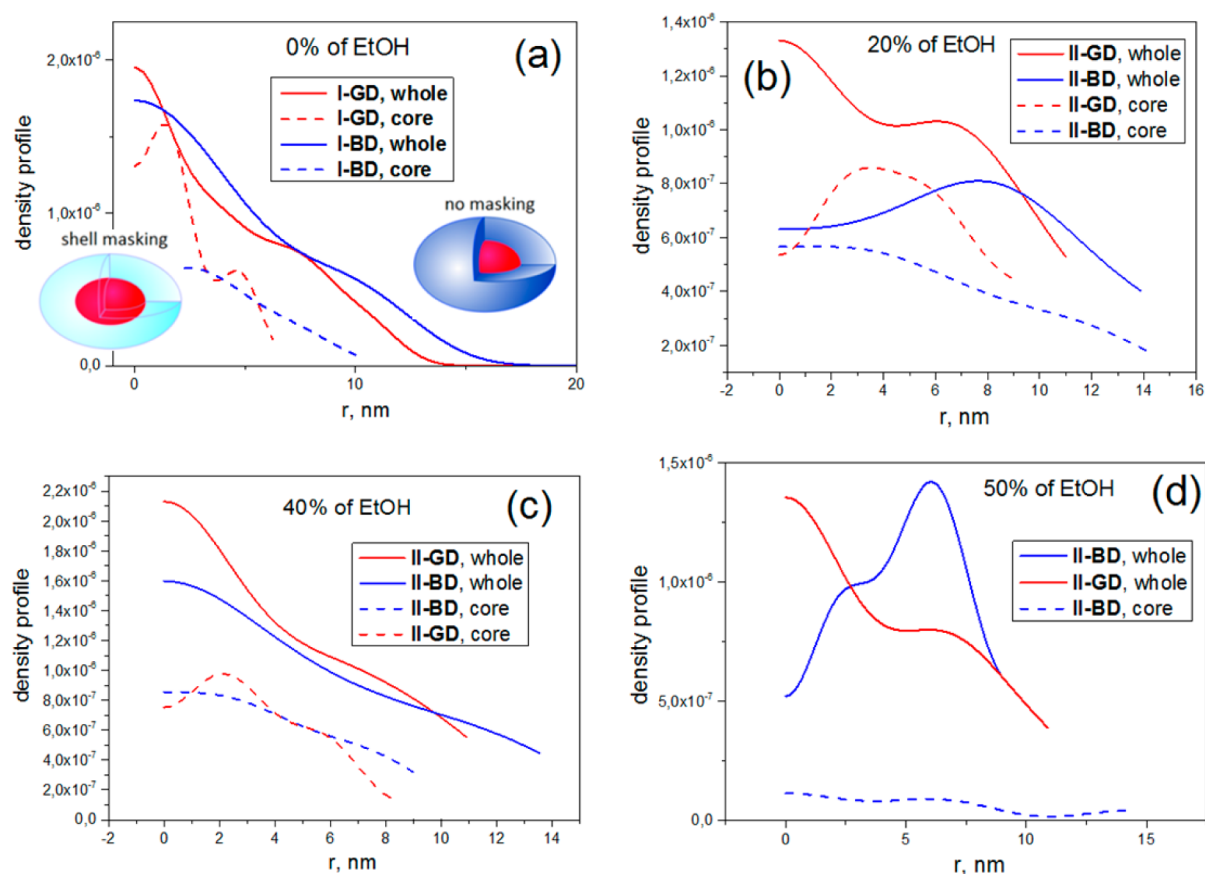 0% of EtOH
(a)
2,0x10⁻⁶
1,0x10⁻⁶
0,0
density profile
I-GD, whole
I-GD, core
I-BD, whole
I-BD, core
shell masking
no masking
0
5
10
15
20
r, nm
20% of EtOH
(b)
1,4x10⁻⁶
1,2x10⁻⁶
1,0x10⁻⁶
8,0x10⁻⁷
6,0x10⁻⁷
4,0x10⁻⁷
2,0x10⁻⁷
density profile
II-GD, whole
II-BD, whole
II-GD, core
II-BD, core
-2
0
2
4
6
8
10
12
14
16
r, nm
40% of EtOH
(c)
2,2x10⁻⁶
2,0x10⁻⁶
1,8x10⁻⁶
1,6x10⁻⁶
1,4x10⁻⁶
1,2x10⁻⁶
1,0x10⁻⁶
8,0x10⁻⁷
6,0x10⁻⁷
4,0x10⁻⁷
2,0x10⁻⁷
0,0
density profile
II-GD, whole
II-BD, whole
II-BD, core
II-GD, core
-2
0
2
4
6
8
10
12
14
r, nm
50% of EtOH
(d)
1,5x10⁻⁶
1,0x10⁻⁶
5,0x10⁻⁷
0,0
density profile
II-BD, whole
II-GD, whole
II-BD, core
0
5
10
15
r, nm